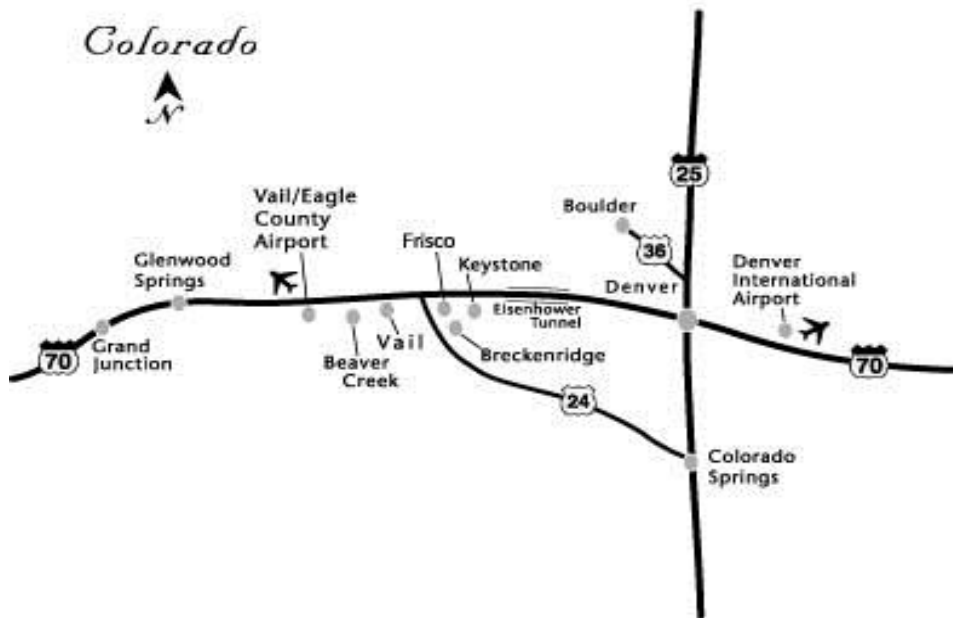 Colorado
N
25
Vail/Eagle
County
Airport
Boulder
36
Frisco
Keystone
Denver
International
Airport
Glenwood
Springs
Denver
Eisenhower
Tunnel
70
Grand
Junction
Vail
Beaver
Creek
Breckenridge
70
24
Colorado
Springs